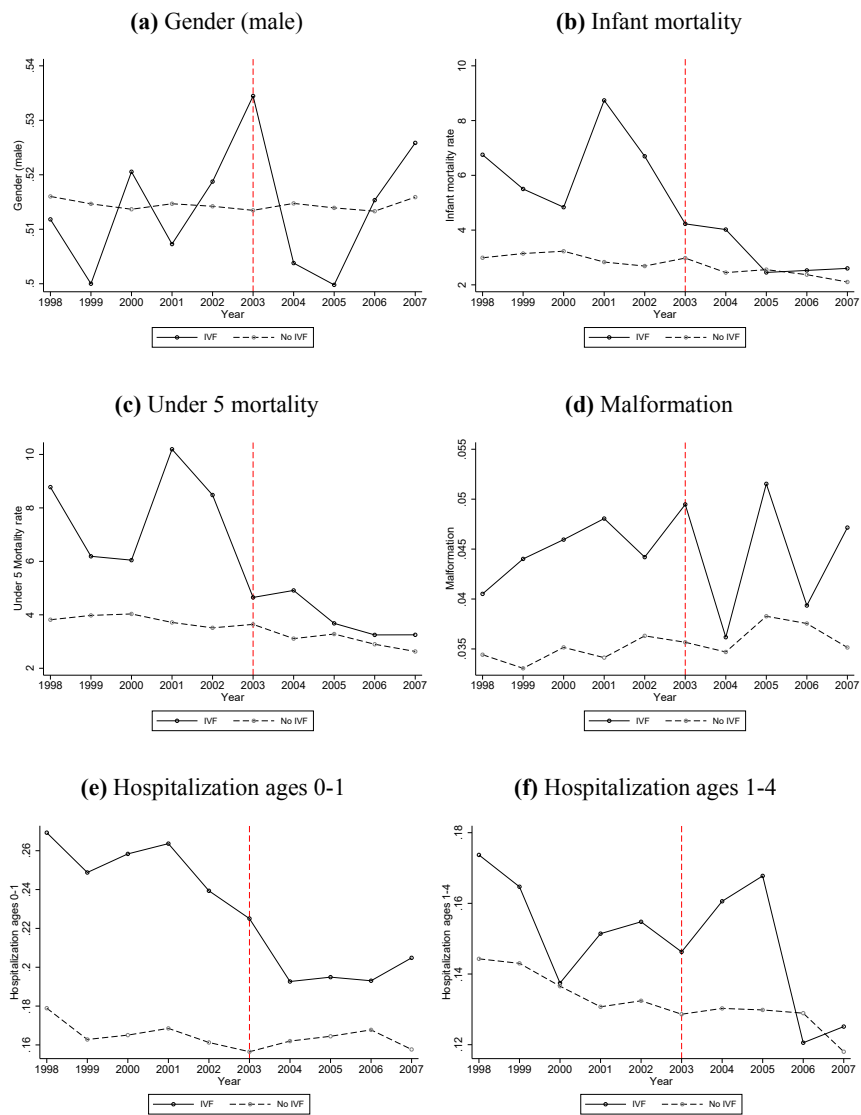 (a) Gender (male)
Gender (male)
.54
.53
.52
.51
.5
1998 1999 2000 2001 2002 2003 2004 2005 2006 2007
Year
IVF No IVF
(b) Infant mortality
Infant mortality rate
10
8
6
4
2
1998 1999 2000 2001 2002 2003 2004 2005 2006 2007
Year
IVF No IVF
(c) Under 5 mortality
Under 5 Mortality rate
10
8
6
4
2
1998 1999 2000 2001 2002 2003 2004 2005 2006 2007
Year
IVF No IVF
(d) Malformation
Malformation
.055
.05
.045
.04
.035
1998 1999 2000 2001 2002 2003 2004 2005 2006 2007
Year
IVF No IVF
(e) Hospitalization ages 0-1
Hospitalization ages 0-1
.26
.24
.22
.2
.18
.16
1998 1999 2000 2001 2002 2003 2004 2005 2006 2007
Year
IVF No IVF
(f) Hospitalization ages 1-4
Hospitalization ages 1-4
.18
.16
.14
.12
1998 1999 2000 2001 2002 2003 2004 2005 2006 2007
Year
IVF No IVF